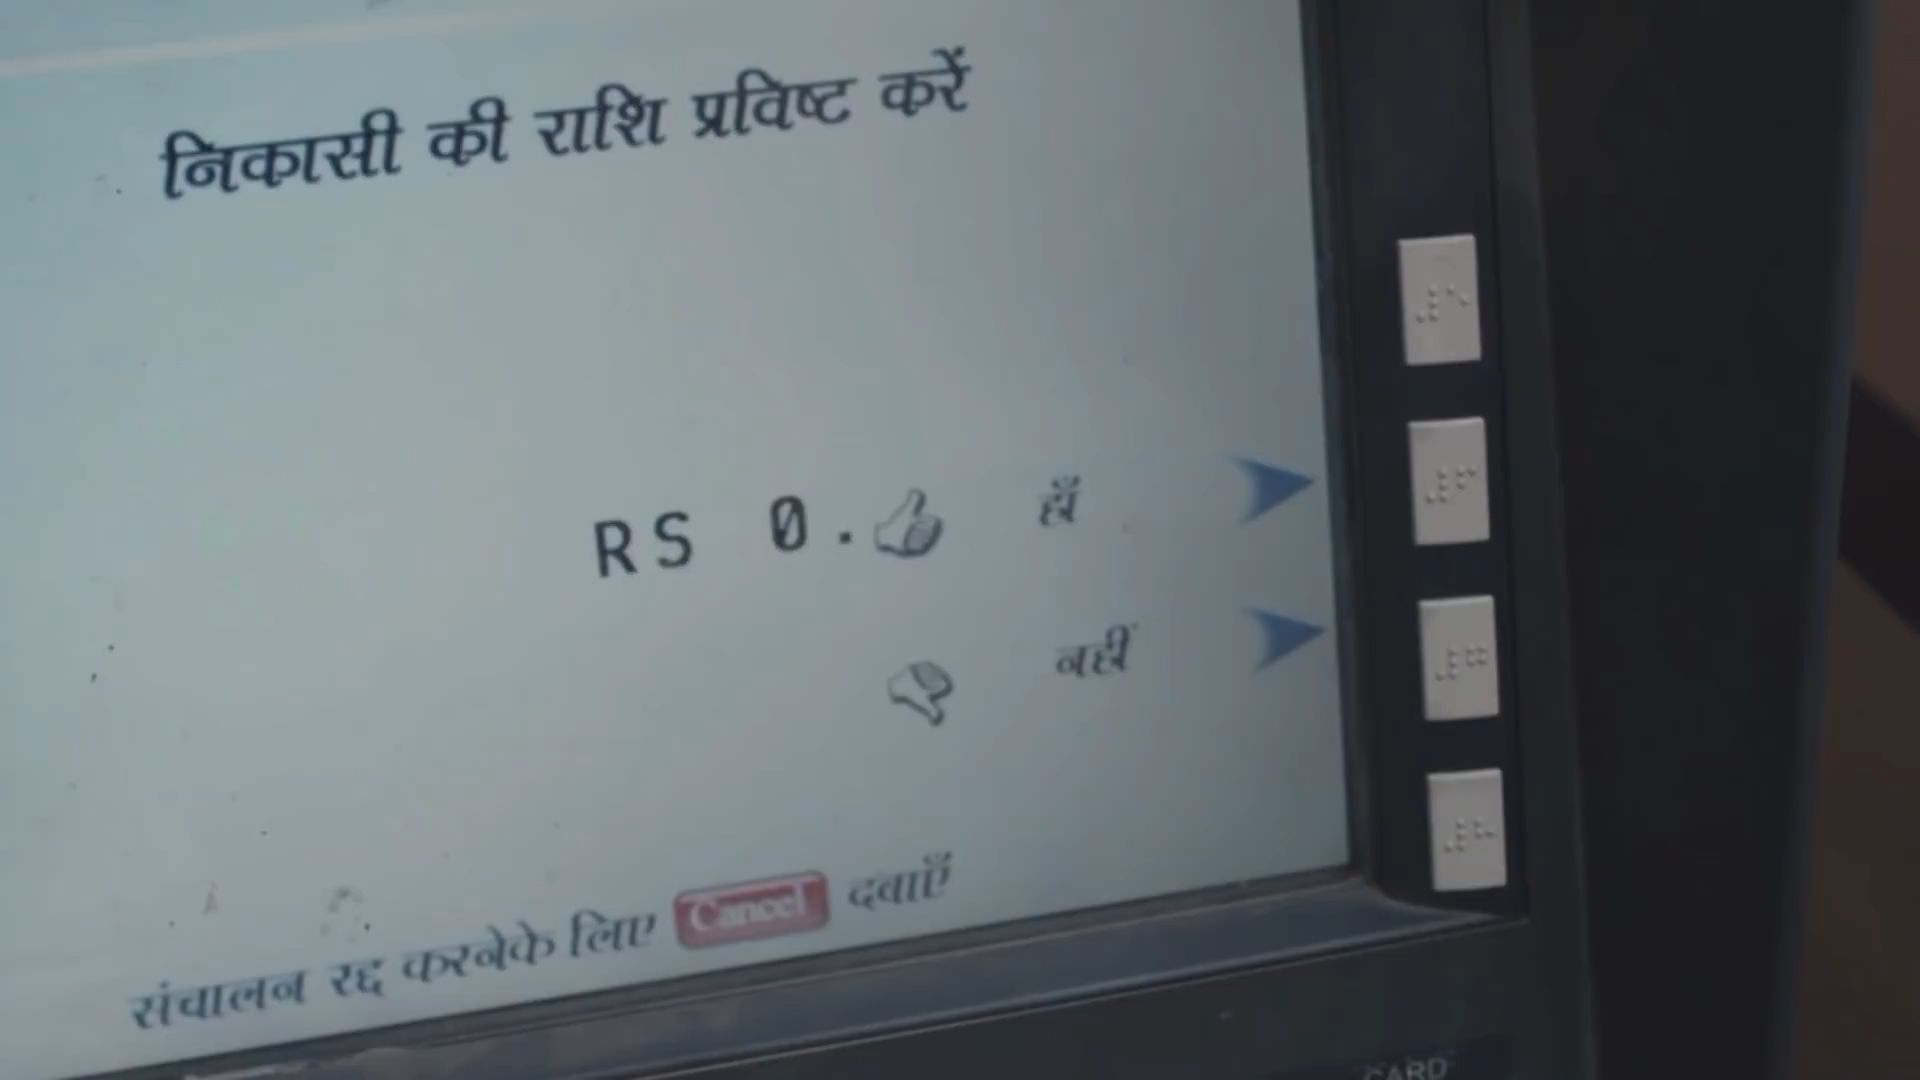 निकासी की राशि प्रविष्ट करें
RS 0. हाँ
नहीं
संचालन रद्द करनेके लिए Cancel दबाएँ
CARD